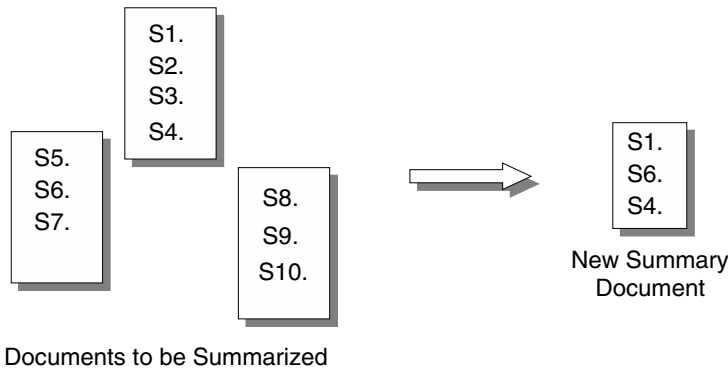 S1.
S2.
S3.
S4.
S5.
S6.
S7.
S8.
S9.
S10.
Documents to be Summarized
S1.
S6.
S4.
New Summary
Document